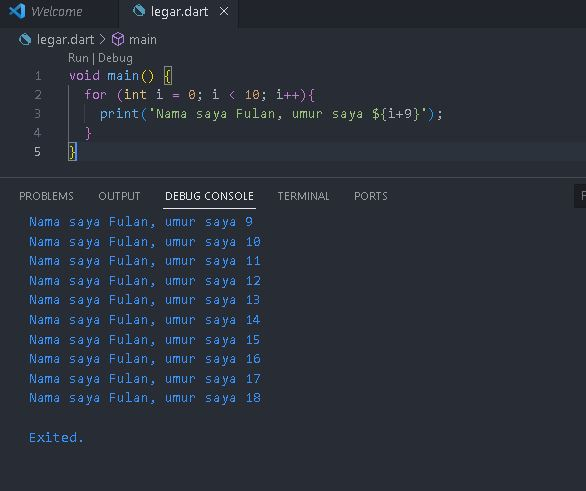 Welcome legar.dart ×
legar.dart > main
Run | Debug
1 void main() {
2 for (int i = 0; i < 10; i++){
3 print('Nama saya Fulan, umur saya ${i+9}');
4 }
5 }
PROBLEMS OUTPUT DEBUG CONSOLE TERMINAL PORTS
Nama saya Fulan, umur saya 9
Nama saya Fulan, umur saya 10
Nama saya Fulan, umur saya 11
Nama saya Fulan, umur saya 12
Nama saya Fulan, umur saya 13
Nama saya Fulan, umur saya 14
Nama saya Fulan, umur saya 15
Nama saya Fulan, umur saya 16
Nama saya Fulan, umur saya 17
Nama saya Fulan, umur saya 18
Exited.